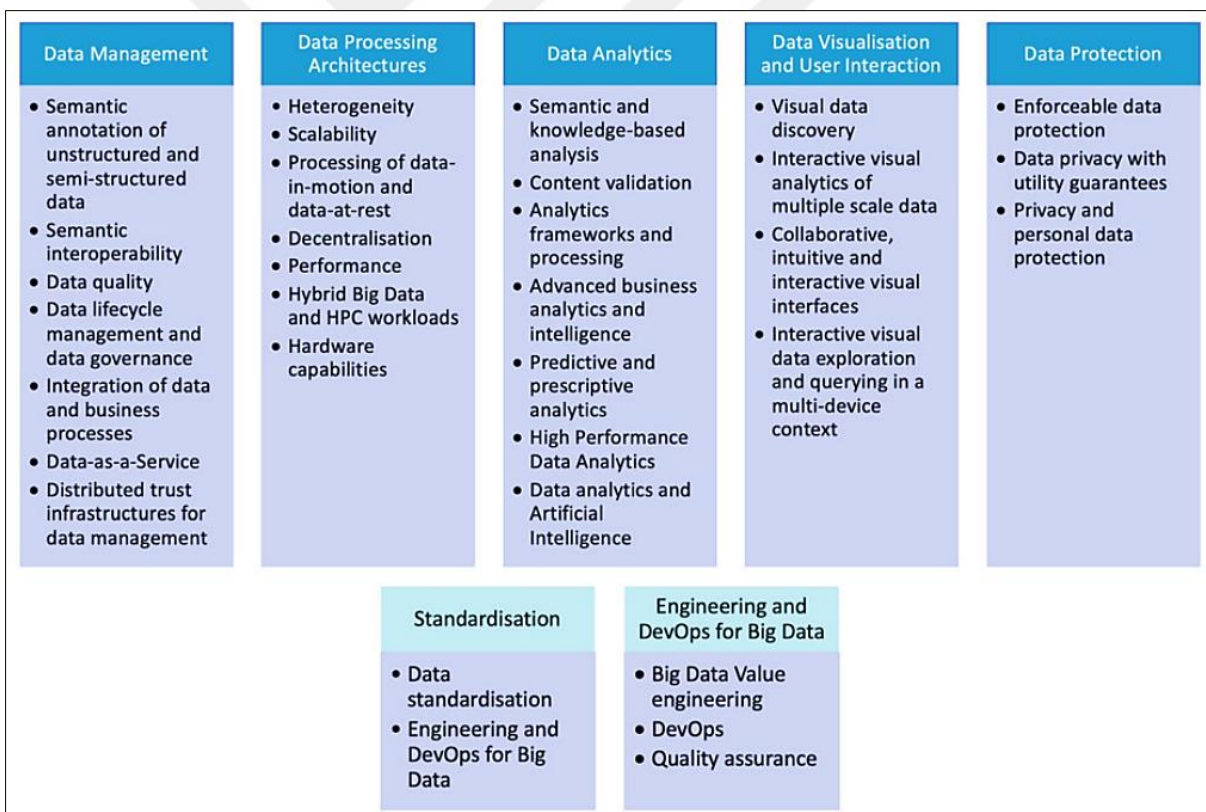 Data Management
• Semantic
annotation of
unstructured and
semi-structured
data
• Semantic
interoperability
• Data quality
• Data lifecycle
management and
data governance
• Integration of data
and business
processes
• Data-as-a-Service
• Distributed trust
infrastructures for
data management
Data Processing
Architectures
• Heterogeneity
• Scalability
• Processing of data-
in-motion and
data-at-rest
• Decentralisation
• Performance
• Hybrid Big Data
and HPC workloads
• Hardware
capabilities
Data Analytics
• Semantic and
knowledge-based
analysis
• Content validation
• Analytics
frameworks and
processing
• Advanced business
analytics and
intelligence
• Predictive and
prescriptive
analytics
• High Performance
Data Analytics
• Data analytics and
Artificial
Intelligence
Data Visualisation
and User Interaction
• Visual data
discovery
• Interactive visual
analytics of
multiple scale data
• Collaborative,
intuitive and
interactive visual
interfaces
• Interactive visual
data exploration
and querying in a
multi-device
context
Data Protection
• Enforceable data
protection
• Data privacy with
utility guarantees
• Privacy and
personal data
protection
Standardisation
• Data
standardisation
• Engineering and
DevOps for Big
Data
Engineering and
DevOps for Big Data
• Big Data Value
engineering
• DevOps
• Quality assurance